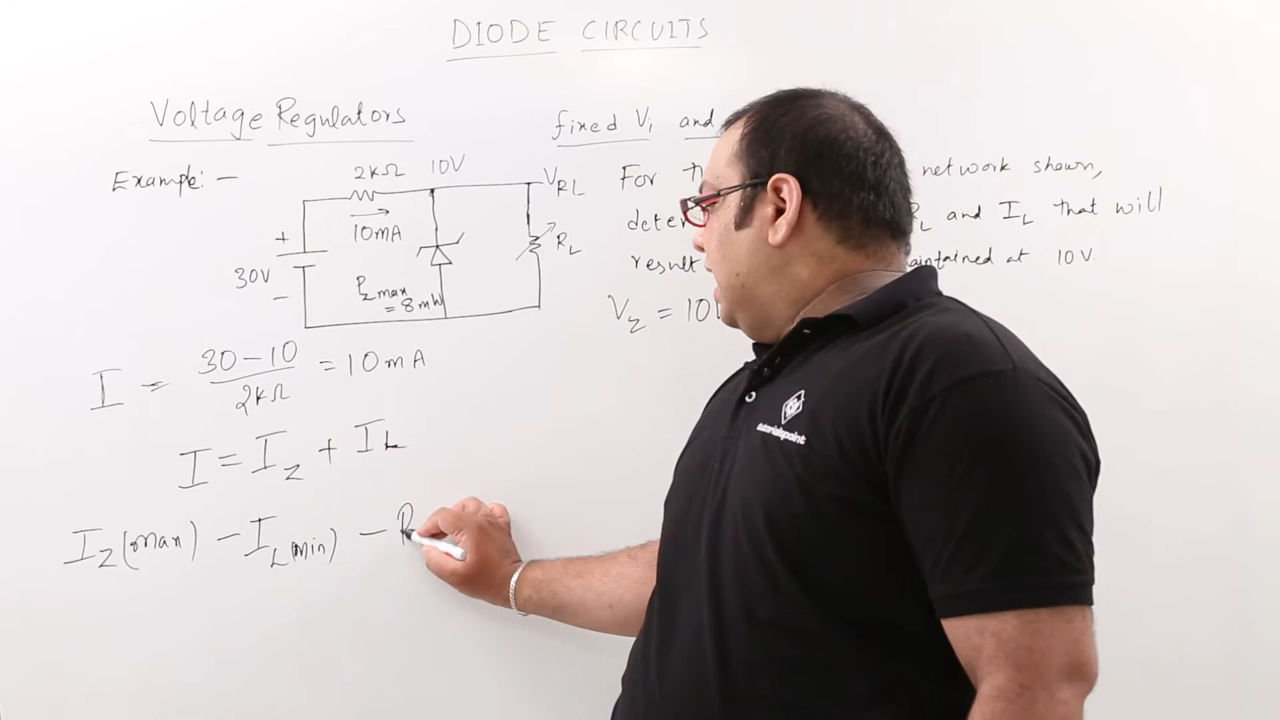 DIODE CIRCUITS
Voltage Regulators
Example:-
2kΩ
10V
VRL
10mA
+
30V
-
RL
Pzmax
= 8mW
I = 30-10 / 2kΩ = 10mA
I = IZ + IL
IZ(max) - IL(min) - R
fixed Vi and
For network shown,
RL and IL that will
result maintained at 10V.
VZ = 10V
tutorialspoint